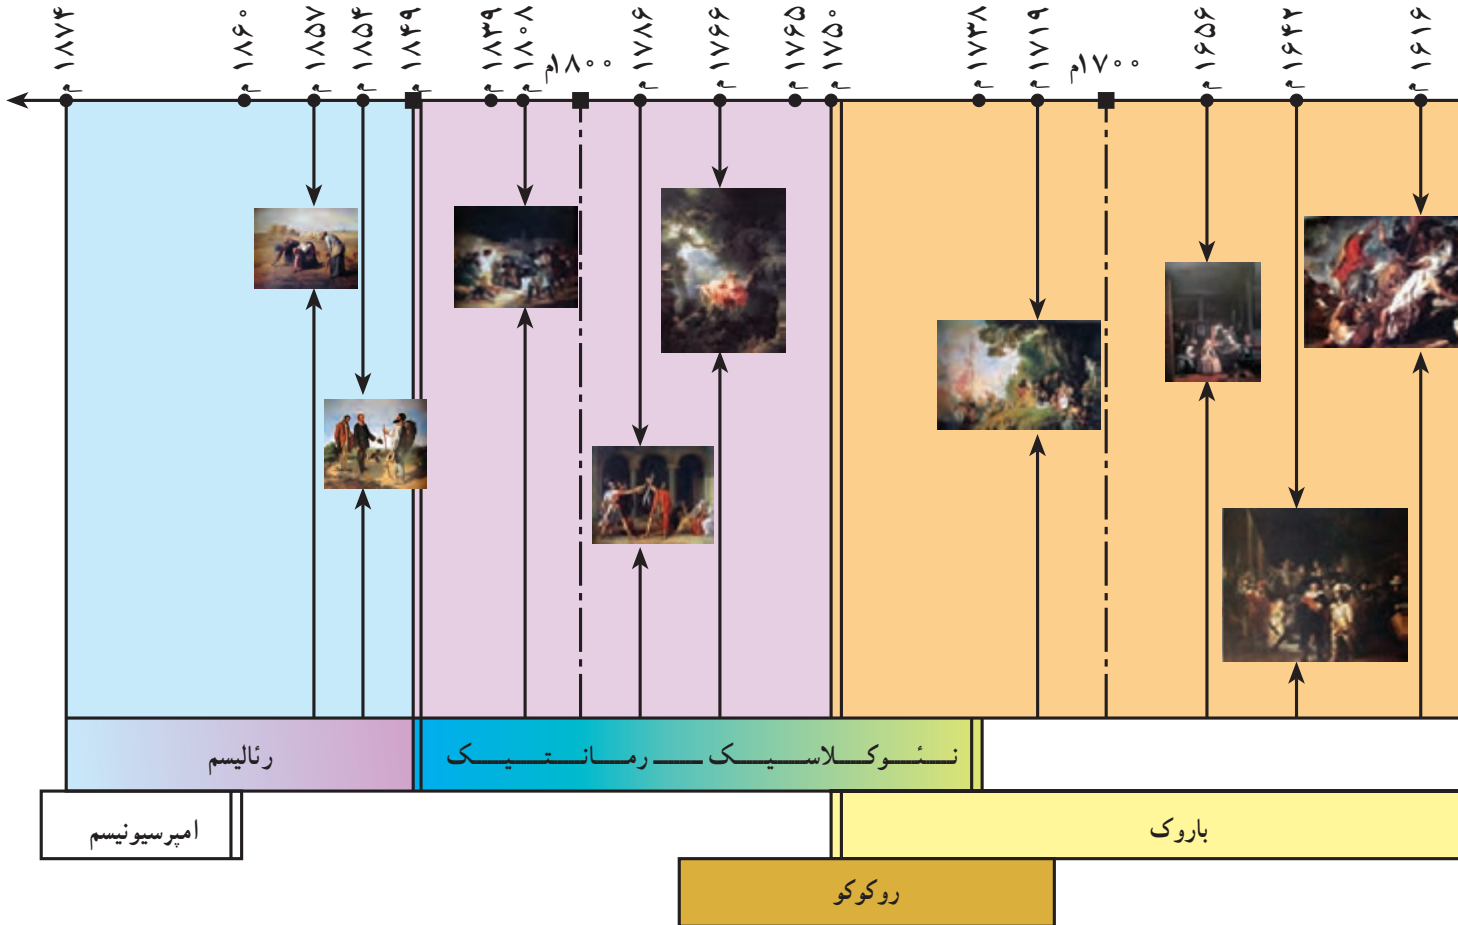 ۱۶۱۶م
۱۶۴۲م
۱۶۵۶م
۱۷۰۰م
۱۷۱۹م
۱۷۳۸م
۱۷۵۰م
۱۷۶۵م
۱۷۶۶م
۱۷۸۶م
۱۸۰۰م
۱۸۰۸م
۱۸۳۹م
۱۸۴۹م
۱۸۵۴م
۱۸۵۷م
۱۸۶۰م
۱۸۷۴م
نئوکلاسیک — رمانتیک
رئالیسم
باروک
امپرسیونیسم
روکوکو